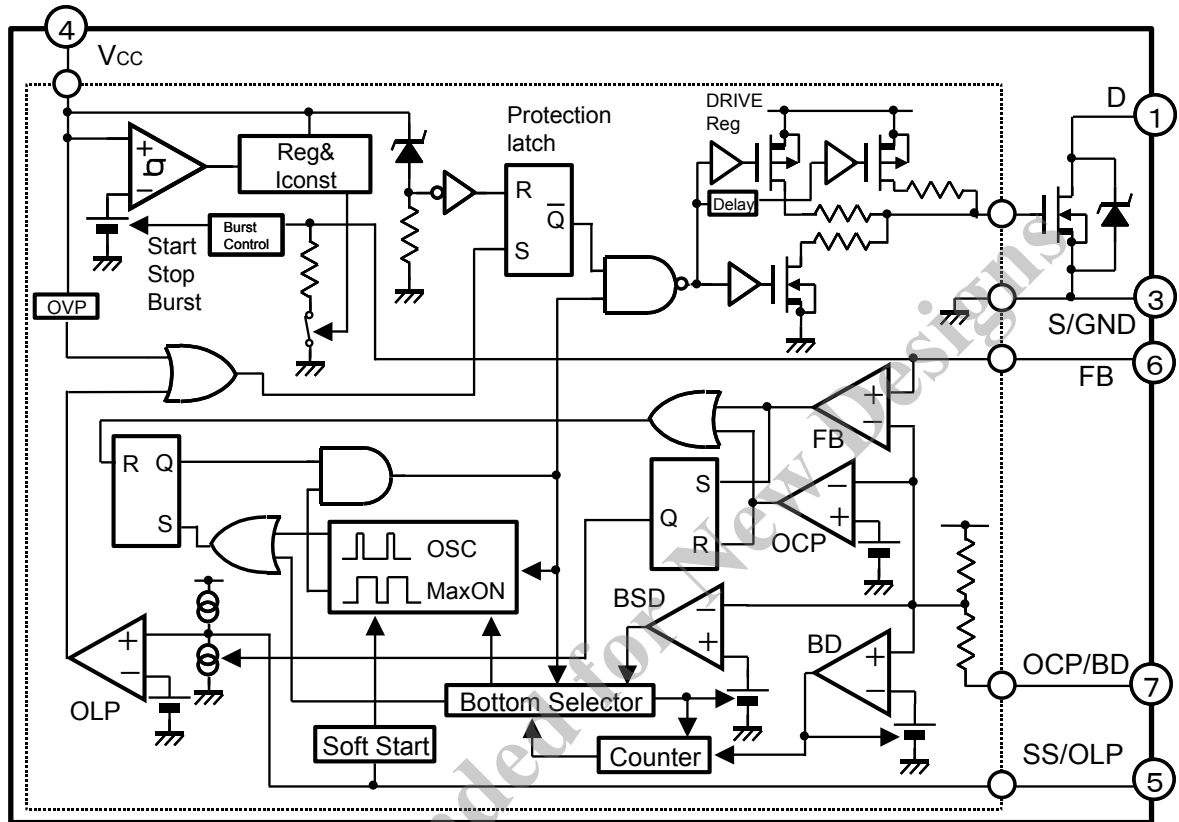 4
VCC
D
1
Protection
latch
DRIVE
Reg
+
−
Reg&
Iconst
R
Q
S
Delay
Start
Stop
Burst
Burst
Control
OVP
S/GND
3
6
FB
+
−
FB
R Q
S
S
Q
R
−
+
OCP
OSC
MaxON
BSD
−
+
BD
+
−
+
−
OLP
OCP/BD
7
Bottom Selector
Soft Start
Counter
SS/OLP
5
nded for New Designs